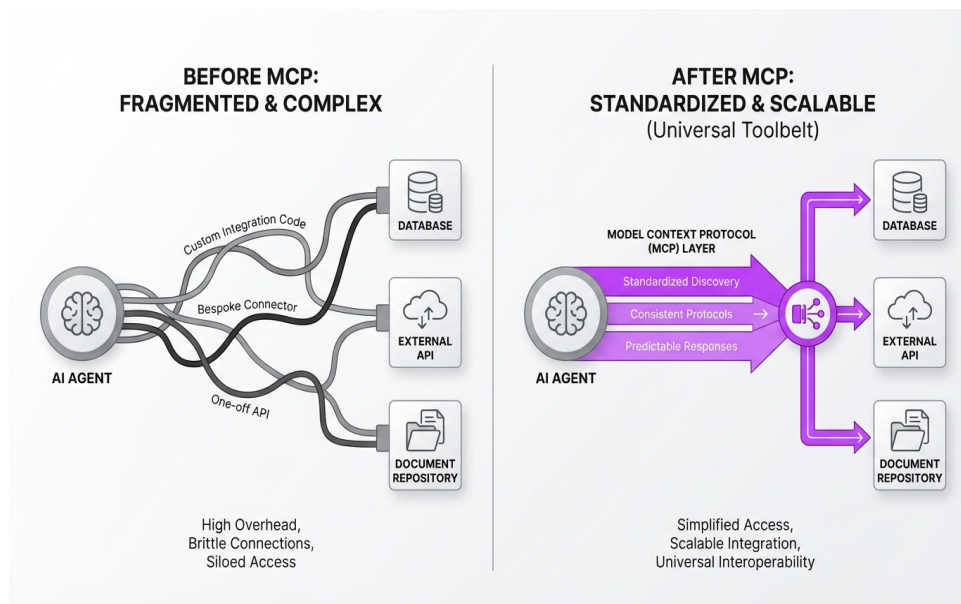 BEFORE MCP:
FRAGMENTED & COMPLEX
Custom Integration Code
Bespoke Connector
One-off API
AI AGENT
DATABASE
EXTERNAL
API
DOCUMENT
REPOSITORY
High Overhead,
Brittle Connections,
Siloed Access
AFTER MCP:
STANDARDIZED & SCALABLE
(Universal Toolbelt)
MODEL CONTEXT PROTOCOL
(MCP) LAYER
Standardized Discovery
Consistent Protocols
Predictable Responses
AI AGENT
DATABASE
EXTERNAL
API
DOCUMENT
REPOSITORY
Simplified Access,
Scalable Integration,
Universal Interoperability